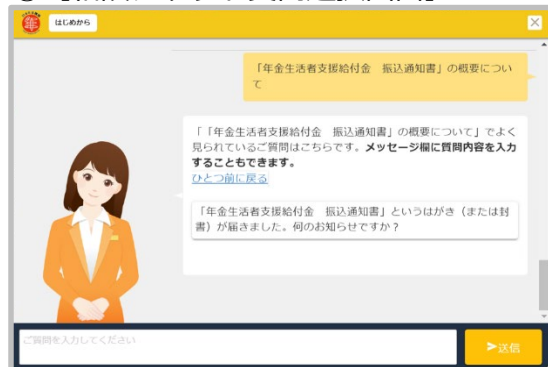 はじめから
「年金生活者支援給付金　振込通知書」の概要につい
て
「「年金生活者支援給付金　振込通知書」の概要について」でよく
見られているご質問はこちらです。メッセージ欄に質問内容を入力
することもできます。
ひとつ前に戻る
「年金生活者支援給付金　振込通知書」というはがき（または封
書）が届きました。何のお知らせですか？
ご質問を入力してください
送信